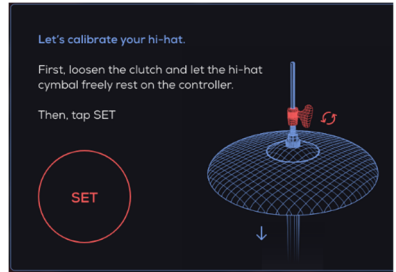 Let's calibrate your hi-hat.
First, loosen the clutch and let the hi-hat
cymbal freely rest on the controller.
Then, tap SET
SET